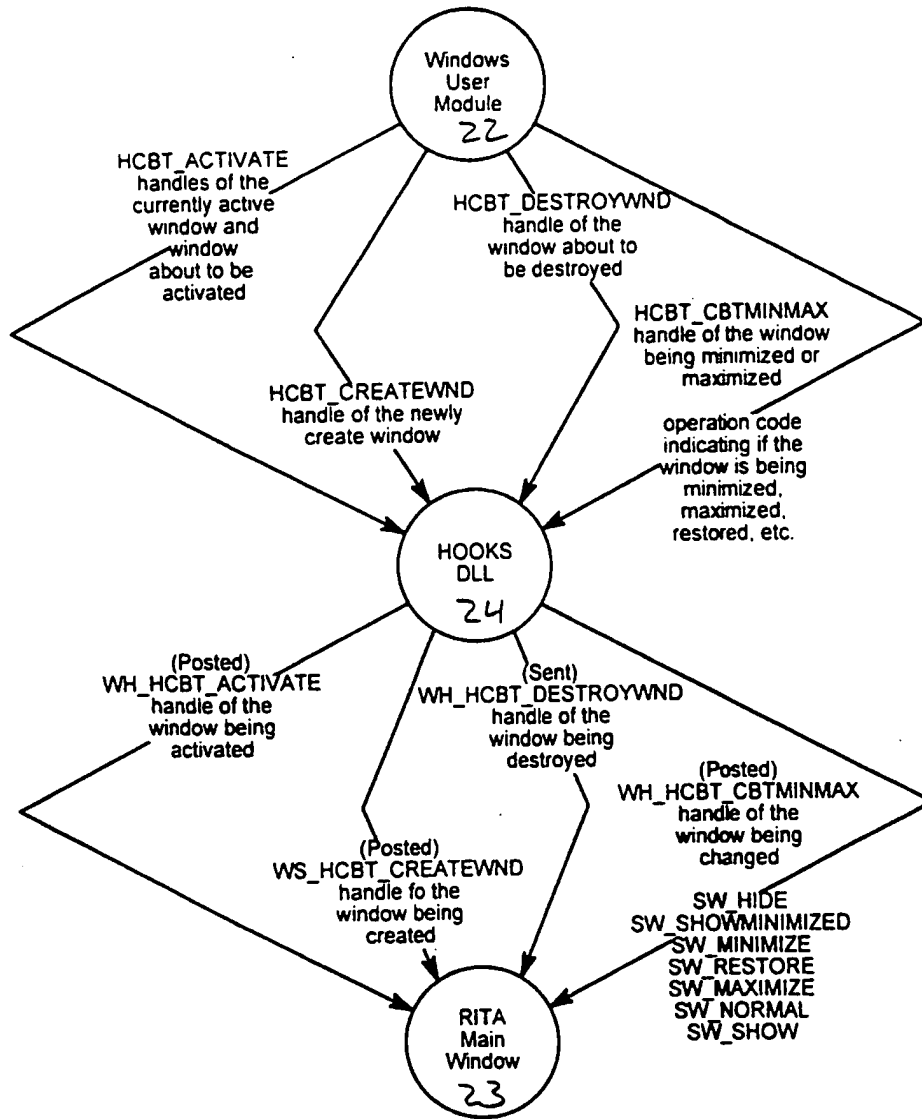 Windows
User
Module
22
HCBT_ACTIVATE
handles of the
currently active
window and
window
about to be
activated
HCBT_DESTROYWND
handle of the
window about to
be destroyed
HCBT_CREATEWND
handle of the newly
create window
HCBT_CBTMINMAX
handle of the window
being minimized or
maximized
operation code
indicating if the
window is being
minimized,
maximized,
restored, etc.
HOOKS
DLL
24
(Posted)
WH_HCBT_ACTIVATE
handle of the
window being
activated
(Sent)
WH_HCBT_DESTROYWND
handle of the
window being
destroyed
(Posted)
WS_HCBT_CREATEWND
handle fo the
window being
created
(Posted)
WH_HCBT_CBTMINMAX
handle of the
window being
changed
SW_HIDE
SW_SHOWMINIMIZED
SW_MINIMIZE
SW_RESTORE
SW_MAXIMIZE
SW_NORMAL
SW_SHOW
RITA
Main
Window
23